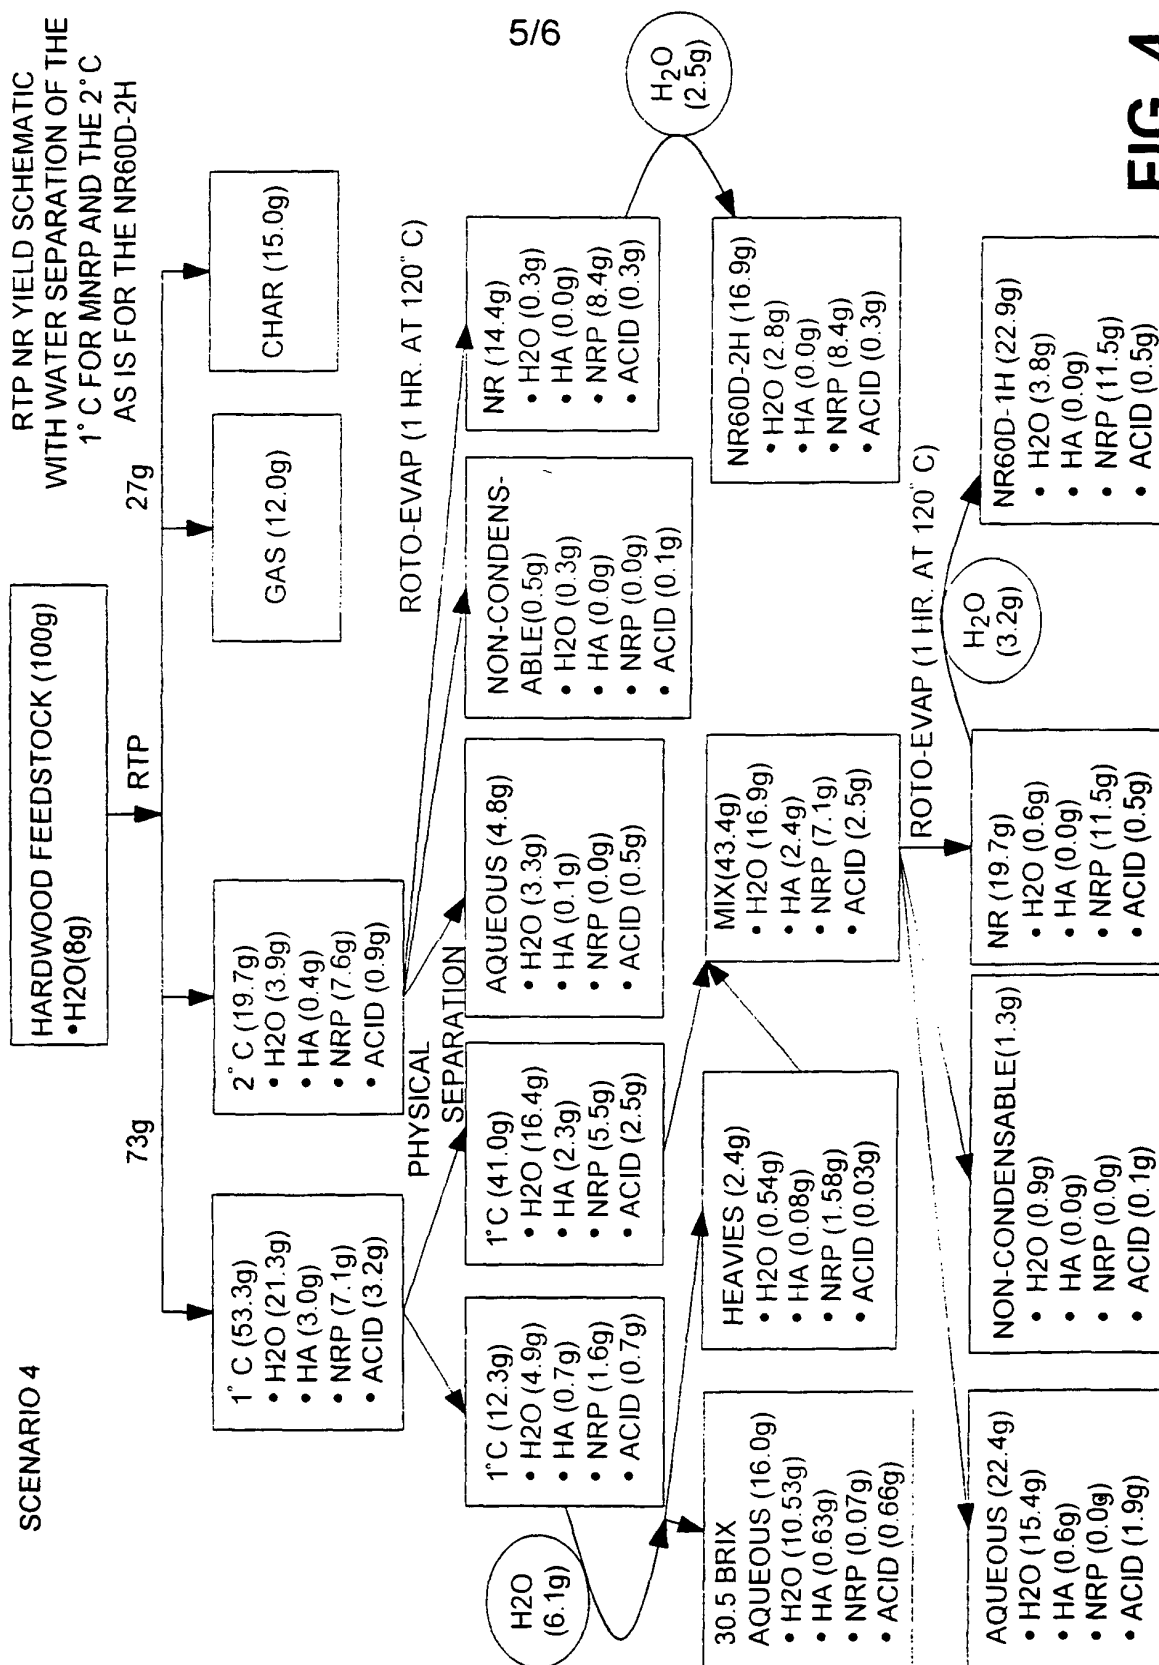 5/6
SCENARIO 4
RTP NR YIELD SCHEMATIC
WITH WATER SEPARATION OF THE
1° C FOR MNRP AND THE 2°C
AS IS FOR THE NR60D-2H
HARDWOOD FEEDSTOCK (100g)
•H2O(8g)
RTP
73g
27g
1° C (53.3g)
• H2O (21.3g)
• HA (3.0g)
• NRP (7.1g)
• ACID (3.2g)
2° C (19.7g)
• H2O (3.9g)
• HA (0.4g)
• NRP (7.6g)
• ACID (0.9g)
GAS (12.0g)
CHAR (15.0g)
PHYSICAL
SEPARATION
ROTO-EVAP (1 HR. AT 120° C)
1°C (12.3g)
• H2O (4.9g)
• HA (0.7g)
• NRP (1.6g)
• ACID (0.7g)
1°C (41.0g)
• H2O (16.4g)
• HA (2.3g)
• NRP (5.5g)
• ACID (2.5g)
AQUEOUS (4.8g)
• H2O (3.3g)
• HA (0.1g)
• NRP (0.0g)
• ACID (0.5g)
NON-CONDENS-
ABLE(0.5g)
• H2O (0.3g)
• HA (0.0g)
• NRP (0.0g)
• ACID (0.1g)
NR (14.4g)
• H2O (0.3g)
• HA (0.0g)
• NRP (8.4g)
• ACID (0.3g)
H2O
(6.1g)
H2O
(2.5g)
30.5 BRIX
AQUEOUS (16.0g)
• H2O (10.53g)
• HA (0.63g)
• NRP (0.07g)
• ACID (0.66g)
HEAVIES (2.4g)
• H2O (0.54g)
• HA (0.08g)
• NRP (1.58g)
• ACID (0.03g)
MIX(43.4g)
• H2O (16.9g)
• HA (2.4g)
• NRP (7.1g)
• ACID (2.5g)
NR60D-2H (16.9g)
• H2O (2.8g)
• HA (0.0g)
• NRP (8.4g)
• ACID (0.3g)
ROTO-EVAP (1 HR. AT 120° C)
H2O
(3.2g)
AQUEOUS (22.4g)
• H2O (15.4g)
• HA (0.6g)
• NRP (0.0g)
• ACID (1.9g)
NON-CONDENSABLE(1.3g)
• H2O (0.9g)
• HA (0.0g)
• NRP (0.0g)
• ACID (0.1g)
NR (19.7g)
• H2O (0.6g)
• HA (0.0g)
• NRP (11.5g)
• ACID (0.5g)
NR60D-1H (22.9g)
• H2O (3.8g)
• HA (0.0g)
• NRP (11.5g)
• ACID (0.5g)
FIG. 4